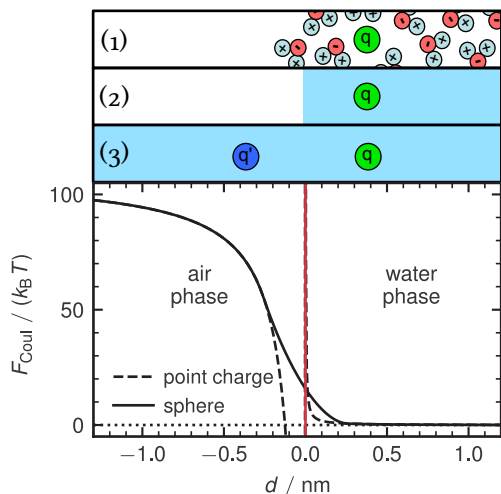 (1)
q
(2)
q
(3)
q'
q
F_Coul / (k_B T)
100
50
0
air
phase
water
phase
point charge
sphere
−1.0
−0.5
0.0
0.5
1.0
d / nm